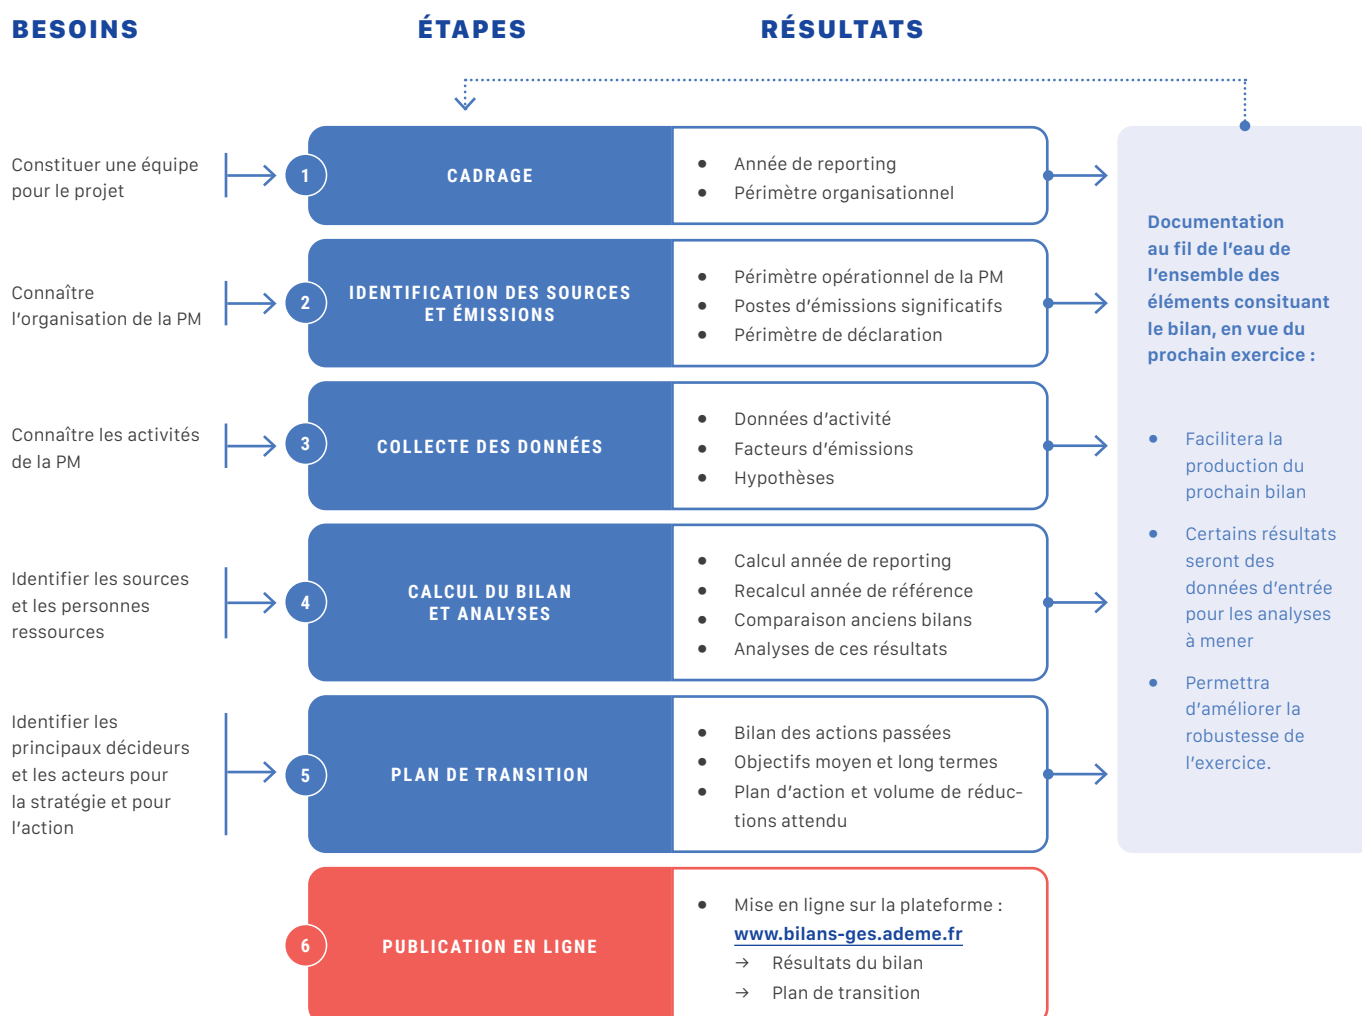 BESOINS
ÉTAPES
RÉSULTATS
Constituer une équipe
pour le projet
1
CADRAGE
• Année de reporting
• Périmètre organisationnel
Connaître
l'organisation de la PM
2
IDENTIFICATION DES SOURCES
ET ÉMISSIONS
• Périmètre opérationnel de la PM
• Postes d'émissions significatifs
• Périmètre de déclaration
Connaître les activités
de la PM
3
COLLECTE DES DONNÉES
• Données d'activité
• Facteurs d'émissions
• Hypothèses
Identifier les sources
et les personnes
ressources
4
CALCUL DU BILAN
ET ANALYSES
• Calcul année de reporting
• Recalcul année de référence
• Comparaison anciens bilans
• Analyses de ces résultats
Identifier les
principaux décideurs
et les acteurs pour
la stratégie et pour
l'action
5
PLAN DE TRANSITION
• Bilan des actions passées
• Objectifs moyen et long termes
• Plan d'action et volume de réduc-
tions attendu
6
PUBLICATION EN LIGNE
• Mise en ligne sur la plateforme :
www.bilans-ges.ademe.fr
→ Résultats du bilan
→ Plan de transition
Documentation
au fil de l'eau de
l'ensemble des
éléments consituant
le bilan, en vue du
prochain exercice :
• Facilitera la
production du
prochain bilan
• Certains résultats
seront des
données d'entrée
pour les analyses
à mener
• Permettra
d'améliorer la
robustesse de
l'exercice.